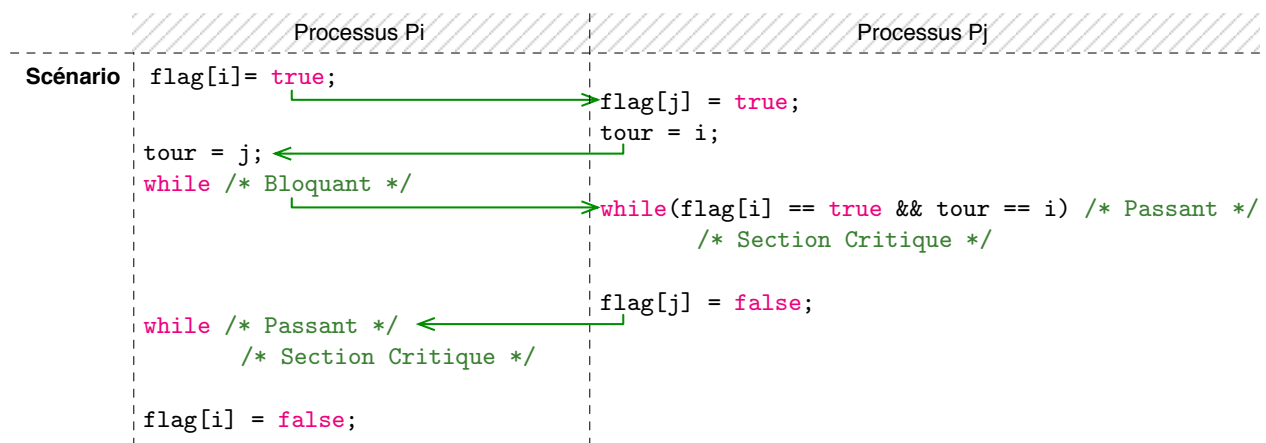 Processus Pi Processus Pj
Scénario flag[i]= true;
flag[j] = true;
tour = i;
tour = j;
while /* Bloquant */
while(flag[i] == true && tour == i) /* Passant */
/* Section Critique */
flag[j] = false;
while /* Passant */
/* Section Critique */
flag[i] = false;